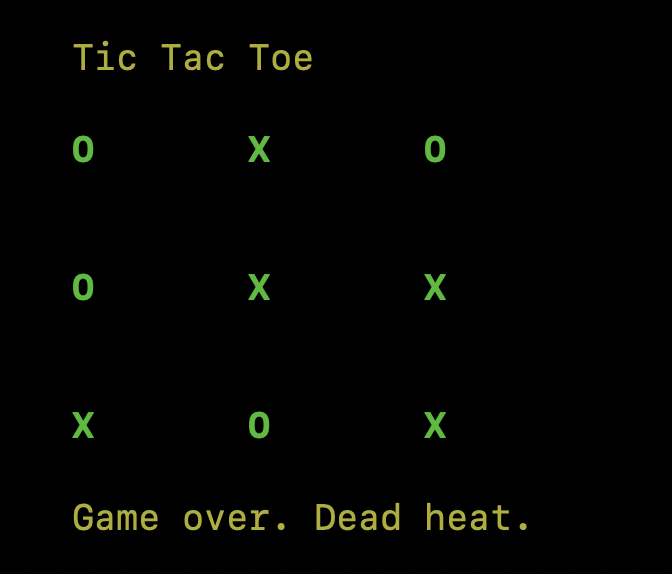 Tic Tac Toe
O X O
O X X
X O X
Game over. Dead heat.